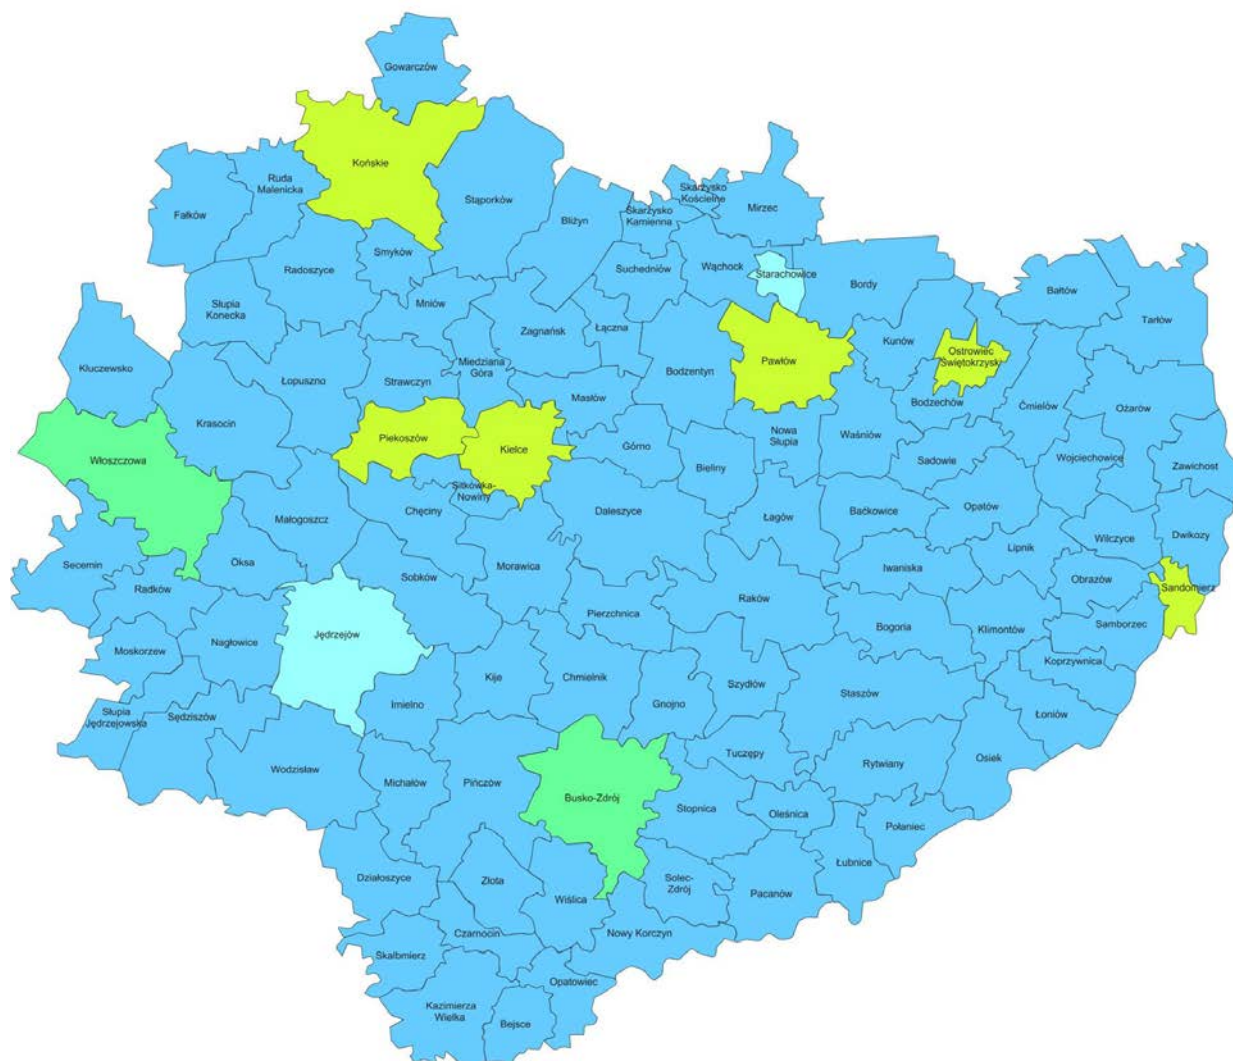 Gowarczów
Końskie
Ruda
Malenicka
Fałków
Stąporków
Bliżyn
Skarżysko
Kościelne
Skarżysko
Kamienna
Mirzec
Smyków
Radoszyce
Suchedniów
Wąchock
Starachowice
Bordy
Bałtów
Tarłów
Słupia
Konecka
Mniów
Zagnańsk
Łączna
Kluczewsko
Łopuszno
Strawczyn
Miedziana
Góra
Bodzentyn
Pawłów
Kunów
Ostrowiec
Świętokrzyski
Masłów
Bodzechów
Ćmielów
Ożarów
Krasocin
Piekoszów
Kielce
Górno
Nowa
Słupia
Waśniów
Włoszczowa
Bieliny
Sadowie
Wojciechowice
Zawichost
Sitkówka-
Nowiny
Chęciny
Daleszyce
Łagów
Baćkowice
Opatów
Małogoszcz
Wilczyce
Dwikozy
Secemin
Oksa
Sobków
Morawica
Iwaniska
Lipnik
Radków
Obrazów
Sandomierz
Pierzchnica
Raków
Bogoria
Klimontów
Samborzec
Jędrzejów
Nagłowice
Moskorzew
Koprzywnica
Kije
Chmielnik
Gnojno
Szydłów
Staszów
Imielno
Łoniów
Słupia
Jędrzejowska
Sędziszów
Tuczępy
Rytwiany
Osiek
Wodzisław
Michałów
Pińczów
Busko-Zdrój
Stopnica
Oleśnica
Połaniec
Łubnice
Działoszyce
Złota
Wiślica
Solec-
Zdrój
Pacanów
Czarnocin
Nowy Korczyn
Skalbmierz
Opatowiec
Kazimierza
Wielka
Bejsce